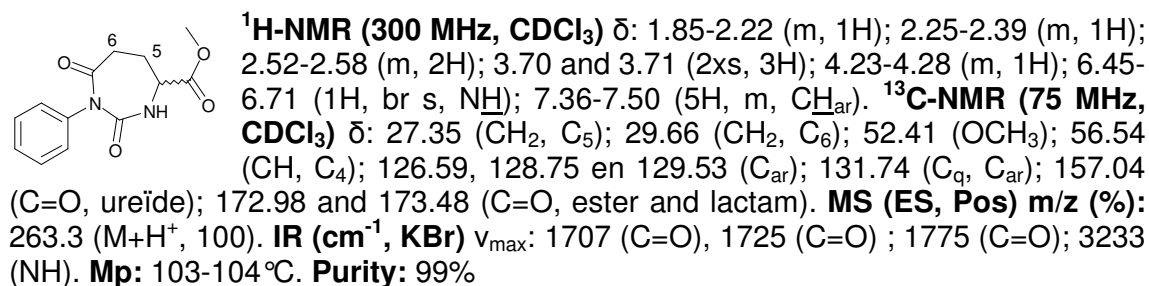 ¹H-NMR (300 MHz, CDCl₃) δ: 1.85-2.22 (m, 1H); 2.25-2.39 (m, 1H);
2.52-2.58 (m, 2H); 3.70 and 3.71 (2xs, 3H); 4.23-4.28 (m, 1H); 6.45-
6.71 (1H, br s, NH); 7.36-7.50 (5H, m, CHar). ¹³C-NMR (75 MHz,
CDCl₃) δ: 27.35 (CH₂, C₅); 29.66 (CH₂, C₆); 52.41 (OCH₃); 56.54
(CH, C₄); 126.59, 128.75 en 129.53 (Car); 131.74 (Cq, Car); 157.04
(C=O, ureïde); 172.98 and 173.48 (C=O, ester and lactam). MS (ES, Pos) m/z (%):
263.3 (M+H⁺, 100). IR (cm⁻¹, KBr) νmax: 1707 (C=O), 1725 (C=O) ; 1775 (C=O); 3233
(NH). Mp: 103-104°C. Purity: 99%
6
5
O
O
O
N
NH
O